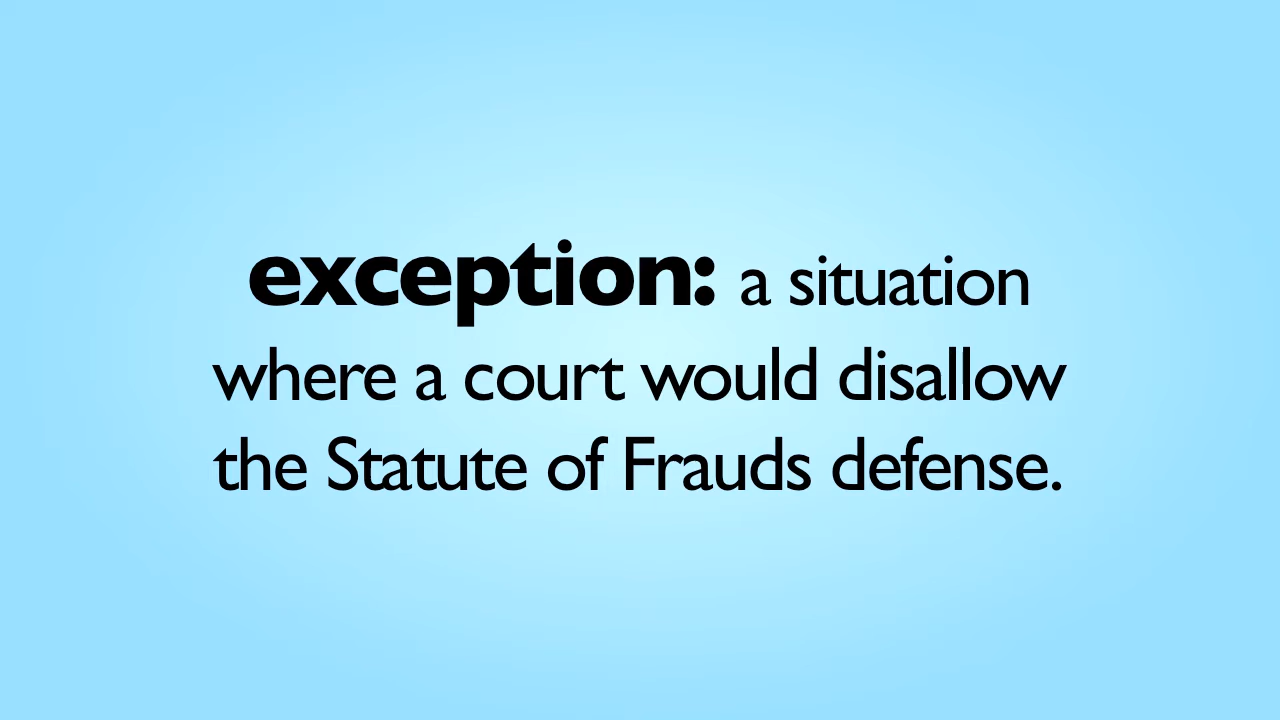 exception: a situation
where a court would disallow
the Statute of Frauds defense.